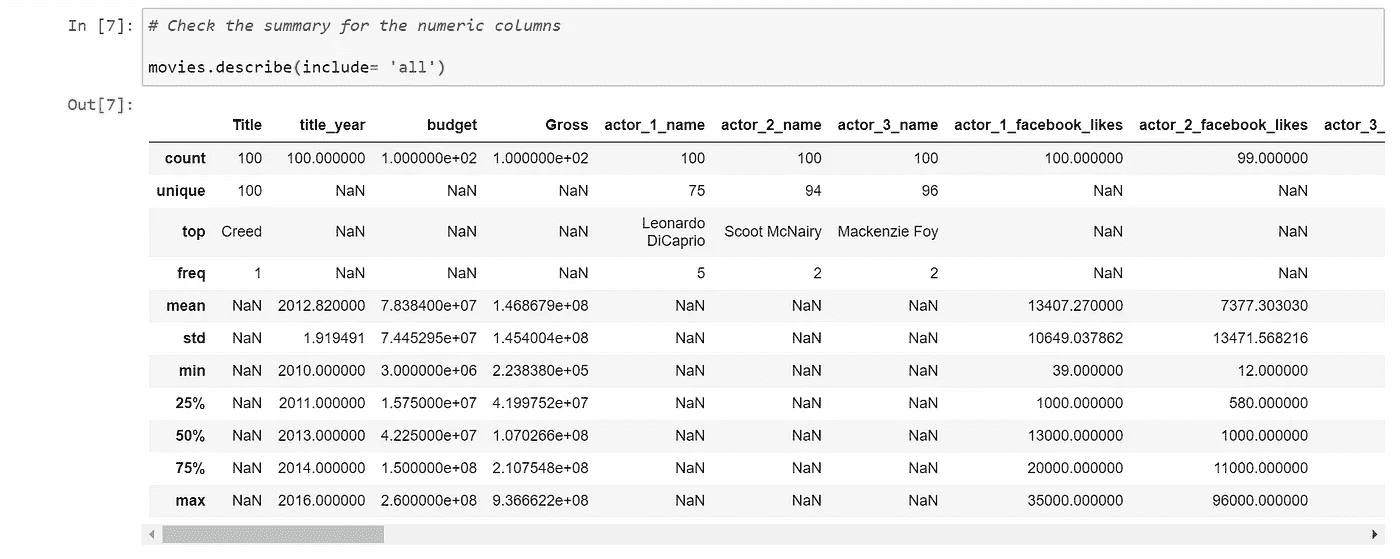 In [7]: # Check the summary for the numeric columns
movies.describe(include= 'all')
Out[7]:
Title title_year budget Gross actor_1_name actor_2_name actor_3_name actor_1_facebook_likes actor_2_facebook_likes actor_3_
count 100 100.000000 1.000000e+02 1.000000e+02 100 100 100 100.000000 99.000000
unique 100 NaN NaN NaN 75 94 96 NaN NaN
top Creed NaN NaN NaN Leonardo DiCaprio Scoot McNairy Mackenzie Foy NaN NaN
freq 1 NaN NaN NaN 5 2 2 NaN NaN
mean NaN 2012.820000 7.838400e+07 1.468679e+08 NaN NaN NaN 13407.270000 7377.303030
std NaN 1.919491 7.445295e+07 1.454004e+08 NaN NaN NaN 10649.037862 13471.568216
min NaN 2010.000000 3.000000e+06 2.238380e+05 NaN NaN NaN 39.000000 12.000000
25% NaN 2011.000000 1.575000e+07 4.199752e+07 NaN NaN NaN 1000.000000 580.000000
50% NaN 2013.000000 4.225000e+07 1.070266e+08 NaN NaN NaN 13000.000000 1000.000000
75% NaN 2014.000000 1.500000e+08 2.107548e+08 NaN NaN NaN 20000.000000 11000.000000
max NaN 2016.000000 2.600000e+08 9.366622e+08 NaN NaN NaN 35000.000000 96000.000000